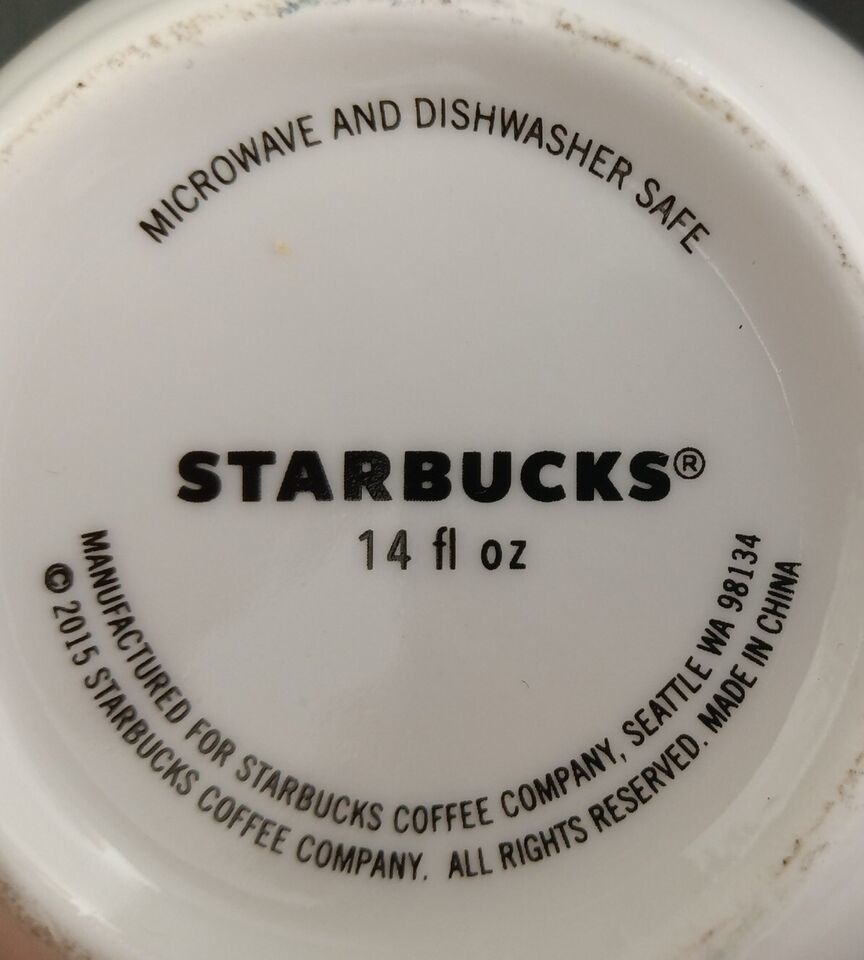 MICROWAVE AND DISHWASHER SAFE
STARBUCKS®
14 fl oz
MANUFACTURED FOR STARBUCKS COFFEE COMPANY, SEATTLE WA 98134
© 2015 STARBUCKS COFFEE COMPANY. ALL RIGHTS RESERVED. MADE IN CHINA